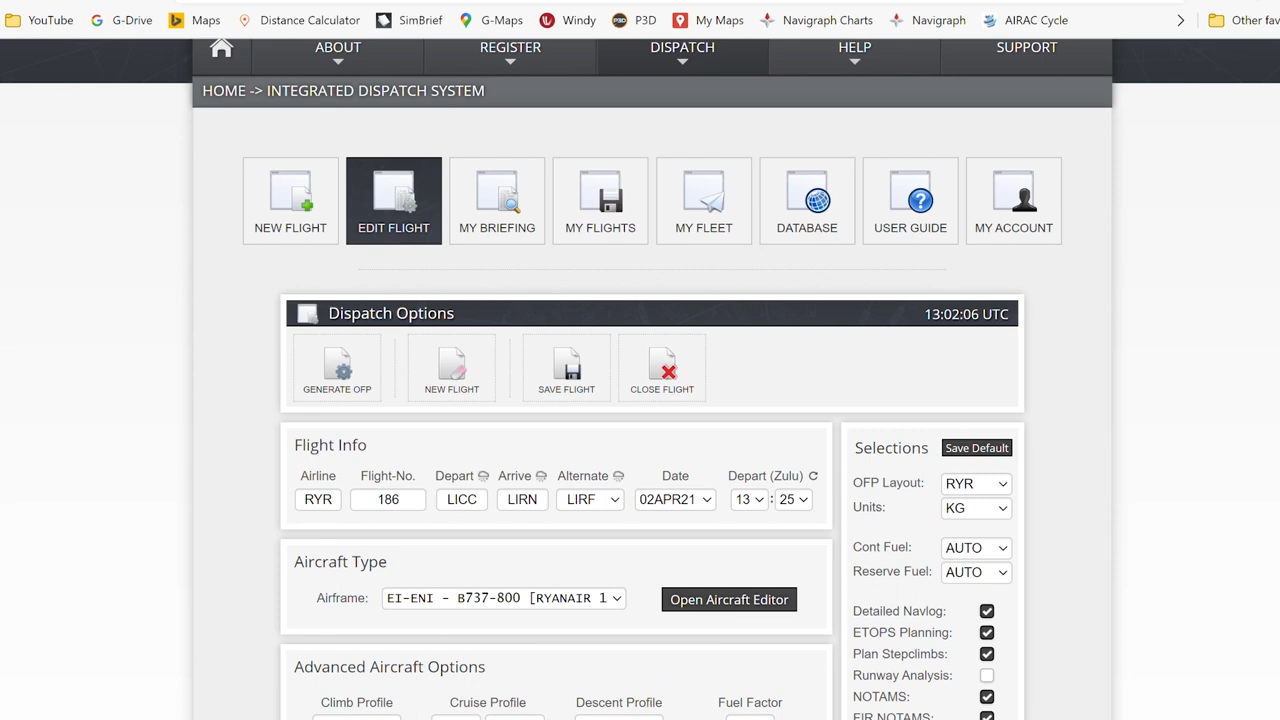 YouTube G-Drive Maps Distance Calculator SimBrief G-Maps Windy P3D My Maps Navigraph Charts Navigraph AIRAC Cycle Other fav
ABOUT REGISTER DISPATCH HELP SUPPORT
HOME -> INTEGRATED DISPATCH SYSTEM
NEW FLIGHT EDIT FLIGHT MY BRIEFING MY FLIGHTS MY FLEET DATABASE USER GUIDE MY ACCOUNT
Dispatch Options 13:02:06 UTC
GENERATE OFP NEW FLIGHT SAVE FLIGHT CLOSE FLIGHT
Flight Info
Airline Flight-No. Depart Arrive Alternate Date Depart (Zulu)
RYR 186 LICC LIRN LIRF 02APR21 13 : 25
Aircraft Type
Airframe: EI-ENI - B737-800 [RYANAIR 1 Open Aircraft Editor
Advanced Aircraft Options
Climb Profile Cruise Profile Descent Profile Fuel Factor
Selections Save Default
OFP Layout: RYR
Units: KG
Cont Fuel: AUTO
Reserve Fuel: AUTO
Detailed Navlog:
ETOPS Planning:
Plan Stepclimbs:
Runway Analysis:
NOTAMS:
FIR NOTAMS: